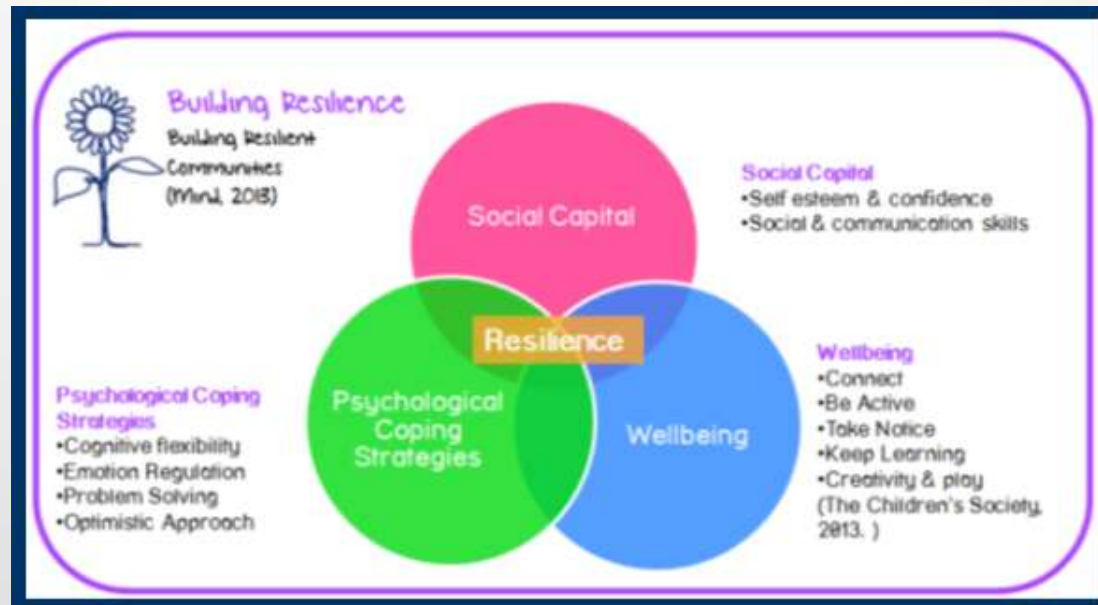 Building Resilience
Building Resilient
Communities
(Mind, 2013)
Social Capital
Social Capital
•Self esteem & confidence
•Social & communication skills
Resilience
Psychological
Coping
Strategies
Wellbeing
Psychological Coping
Strategies
•Cognitive flexibility
•Emotion Regulation
•Problem Solving
•Optimistic Approach
Wellbeing
•Connect
•Be Active
•Take Notice
•Keep Learning
•Creativity & play
(The Children's Society,
2013. )